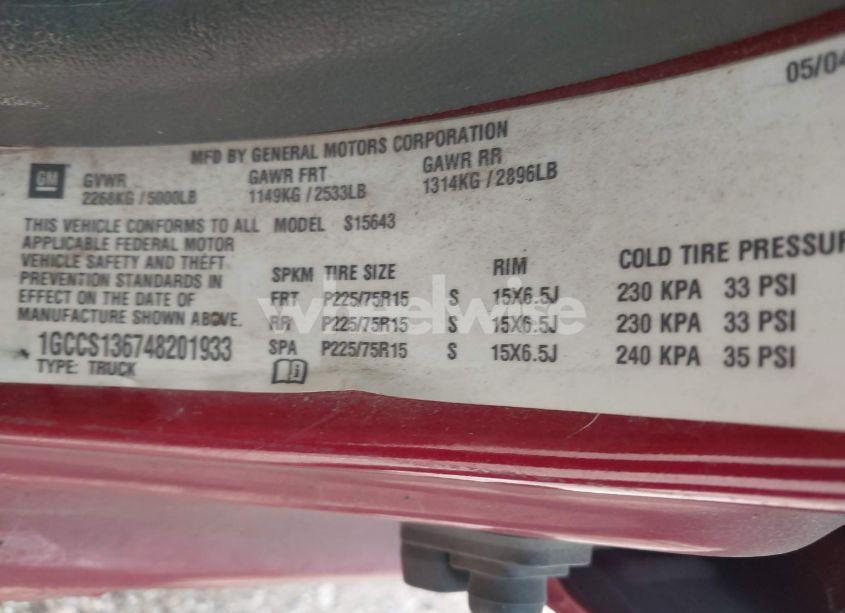 05/04
MFD BY GENERAL MOTORS CORPORATION
GM
GVWR GAWR FRT GAWR RR
2268KG / 5000LB 1149KG / 2533LB 1314KG / 2896LB
THIS VEHICLE CONFORMS TO ALL MODEL S15643
APPLICABLE FEDERAL MOTOR
VEHICLE SAFETY AND THEFT SPKM TIRE SIZE RIM COLD TIRE PRESSUR
PREVENTION STANDARDS IN FRT P225/75R15 S 15X6.5J 230 KPA 33 PSI
EFFECT ON THE DATE OF
MANUFACTURE SHOWN ABOVE. RR P225/75R15 S 15X6.5J 230 KPA 33 PSI
1GCCS136748201933 SPA P225/75R15 S 15X6.5J 240 KPA 35 PSI
TYPE: TRUCK
wheelwise